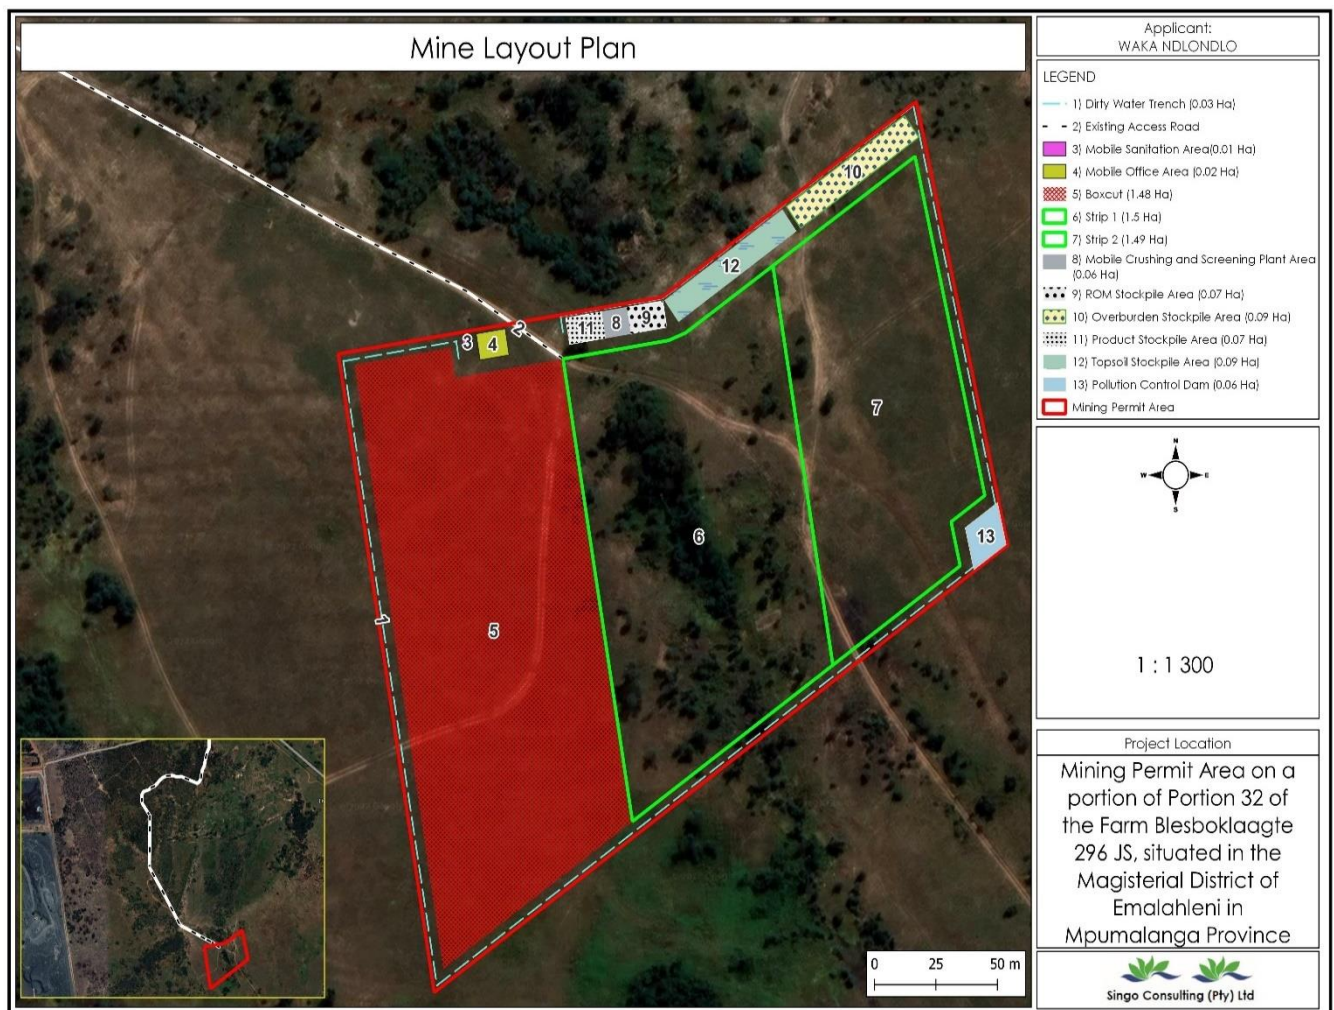 Mine Layout Plan
Applicant:
WAKA NDLONDLO
LEGEND
1) Dirty Water Trench (0.03 Ha)
2) Existing Access Road
3) Mobile Sanitation Area(0.01 Ha)
4) Mobile Office Area (0.02 Ha)
5) Boxcut (1.48 Ha)
6) Strip 1 (1.5 Ha)
7) Strip 2 (1.49 Ha)
8) Mobile Crushing and Screening Plant Area
(0.06 Ha)
9) ROM Stockpile Area (0.07 Ha)
10) Overburden Stockpile Area (0.09 Ha)
11) Product Stockpile Area (0.07 Ha)
12) Topsoil Stockpile Area (0.09 Ha)
13) Pollution Control Dam (0.06 Ha)
Mining Permit Area
10
12
2
11
8
9
3
4
7
6
13
1
5
N
W
E
S
1 : 1 300
Project Location
Mining Permit Area on a
portion of Portion 32 of
the Farm Blesboklaagte
296 JS, situated in the
Magisterial District of
Emalahleni in
Mpumalanga Province
0 25 50 m
Singo Consulting (Pty) Ltd